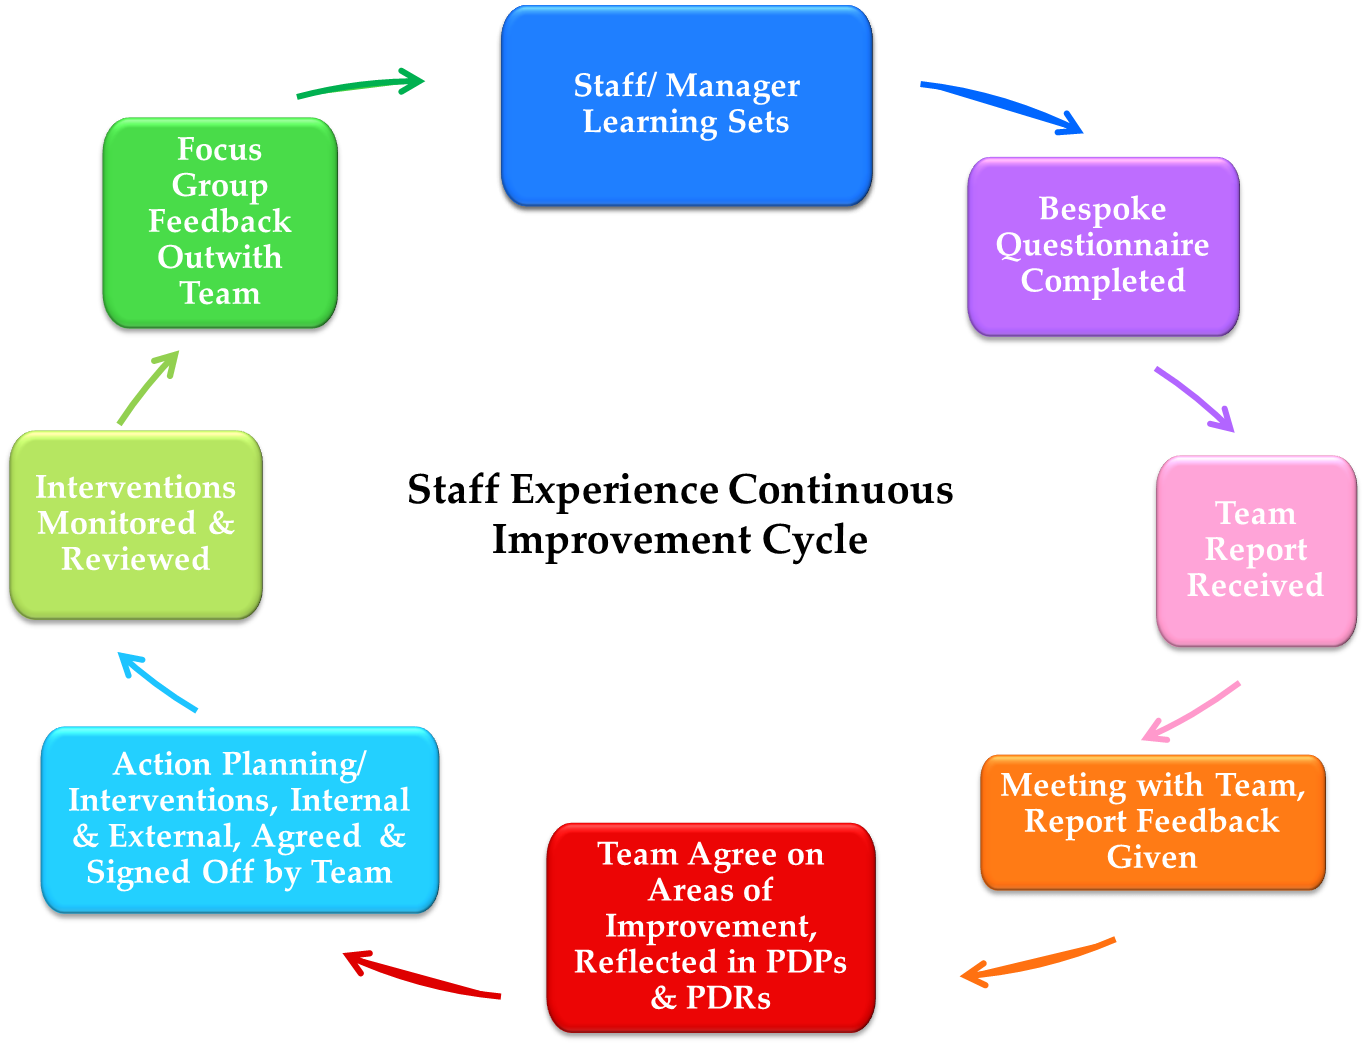 Staff/ Manager
Learning Sets
Bespoke
Questionnaire
Completed
Team
Report
Received
Meeting with Team,
Report Feedback
Given
Team Agree on
Areas of
Improvement,
Reflected in PDPs
& PDRs
Action Planning/
Interventions, Internal
& External, Agreed  &
Signed Off by Team
Interventions
Monitored &
Reviewed
Focus
Group
Feedback
Outwith
Team
Staff Experience Continuous
Improvement Cycle